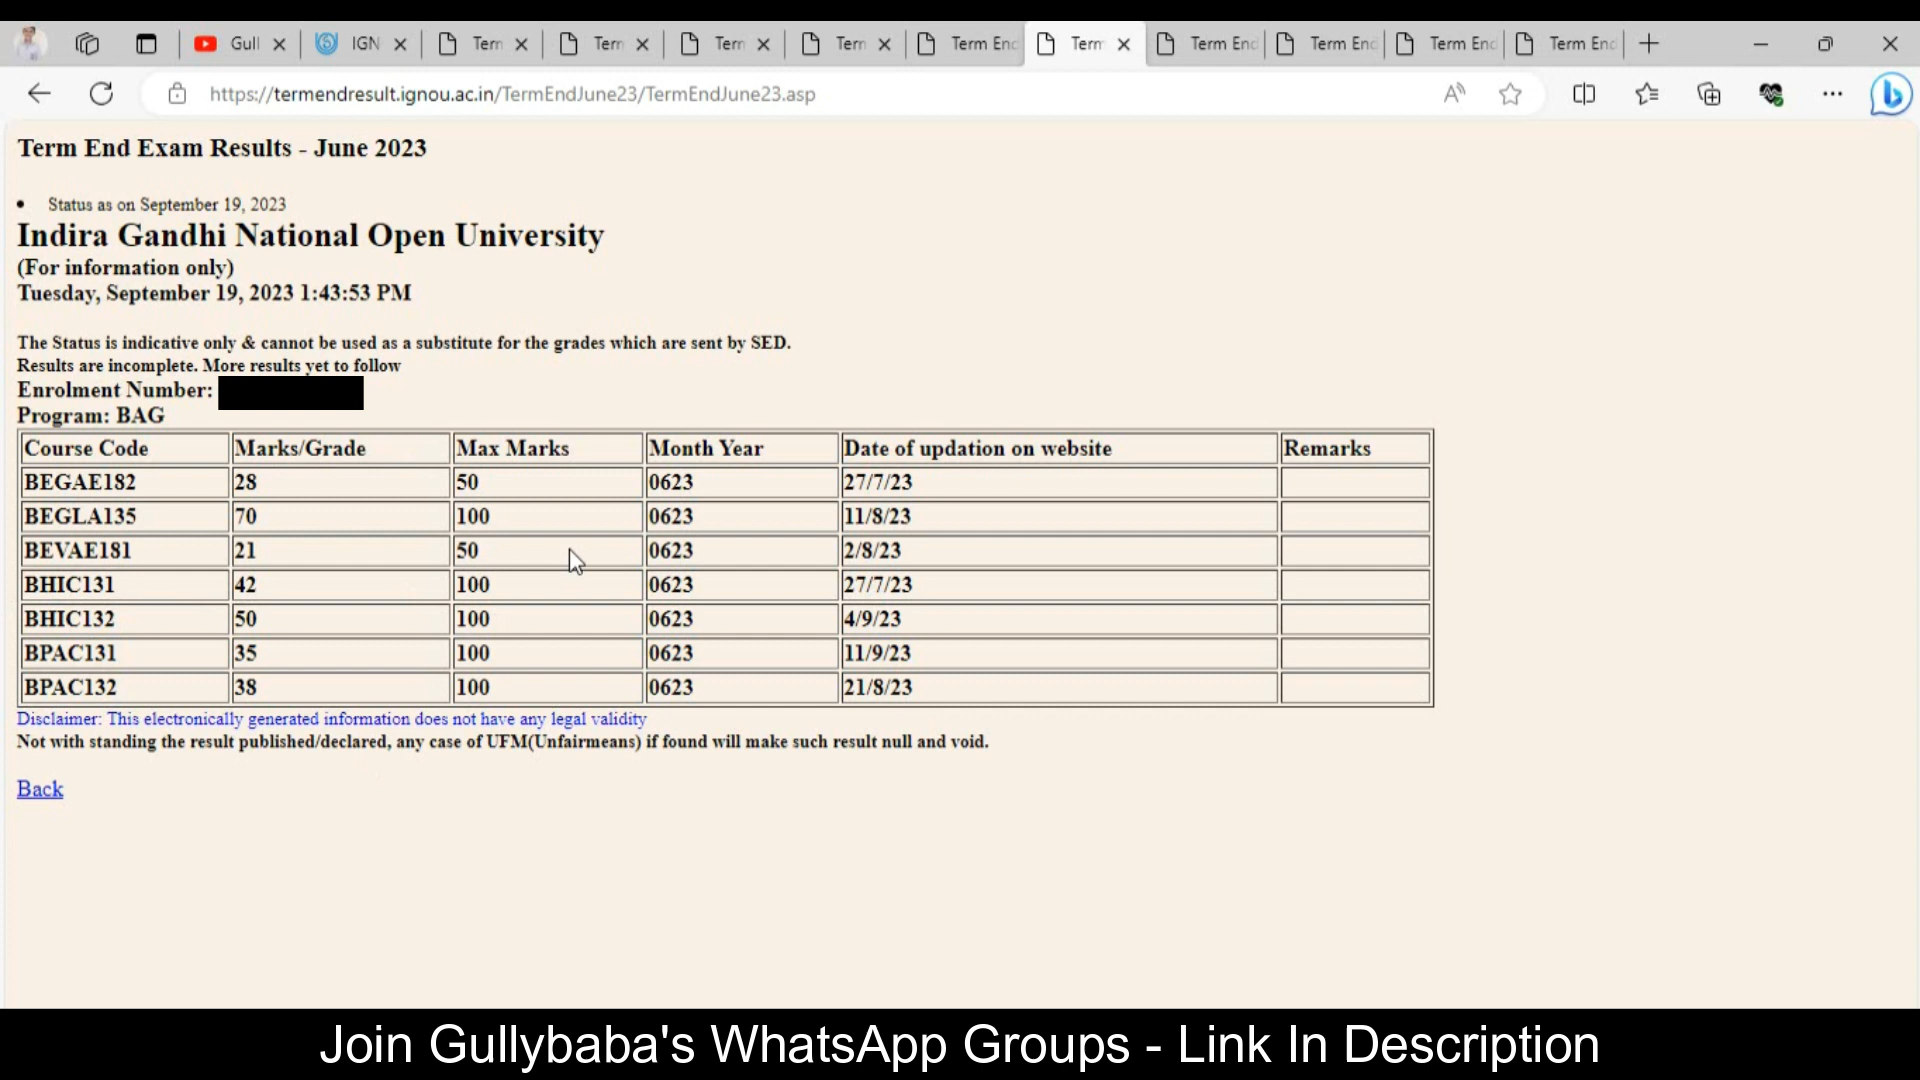 Gull
IGN
Tern
Tern
Tern
Tern
Term End
Term
Term End
Term End
Term End
Term End
https://termendresult.ignou.ac.in/TermEndJune23/TermEndJune23.asp
Term End Exam Results - June 2023
• Status as on September 19, 2023
Indira Gandhi National Open University
(For information only)
Tuesday, September 19, 2023 1:43:53 PM
The Status is indicative only & cannot be used as a substitute for the grades which are sent by SED.
Results are incomplete. More results yet to follow
Enrolment Number:
Program: BAG
Course Code Marks/Grade Max Marks Month Year Date of updation on website Remarks
BEGAE182 28 50 0623 27/7/23
BEGLA135 70 100 0623 11/8/23
BEVAE181 21 50 0623 2/8/23
BHIC131 42 100 0623 27/7/23
BHIC132 50 100 0623 4/9/23
BPAC131 35 100 0623 11/9/23
BPAC132 38 100 0623 21/8/23
Disclaimer: This electronically generated information does not have any legal validity
Not with standing the result published/declared, any case of UFM(Unfairmeans) if found will make such result null and void.
Back
Join Gullybaba's WhatsApp Groups - Link In Description